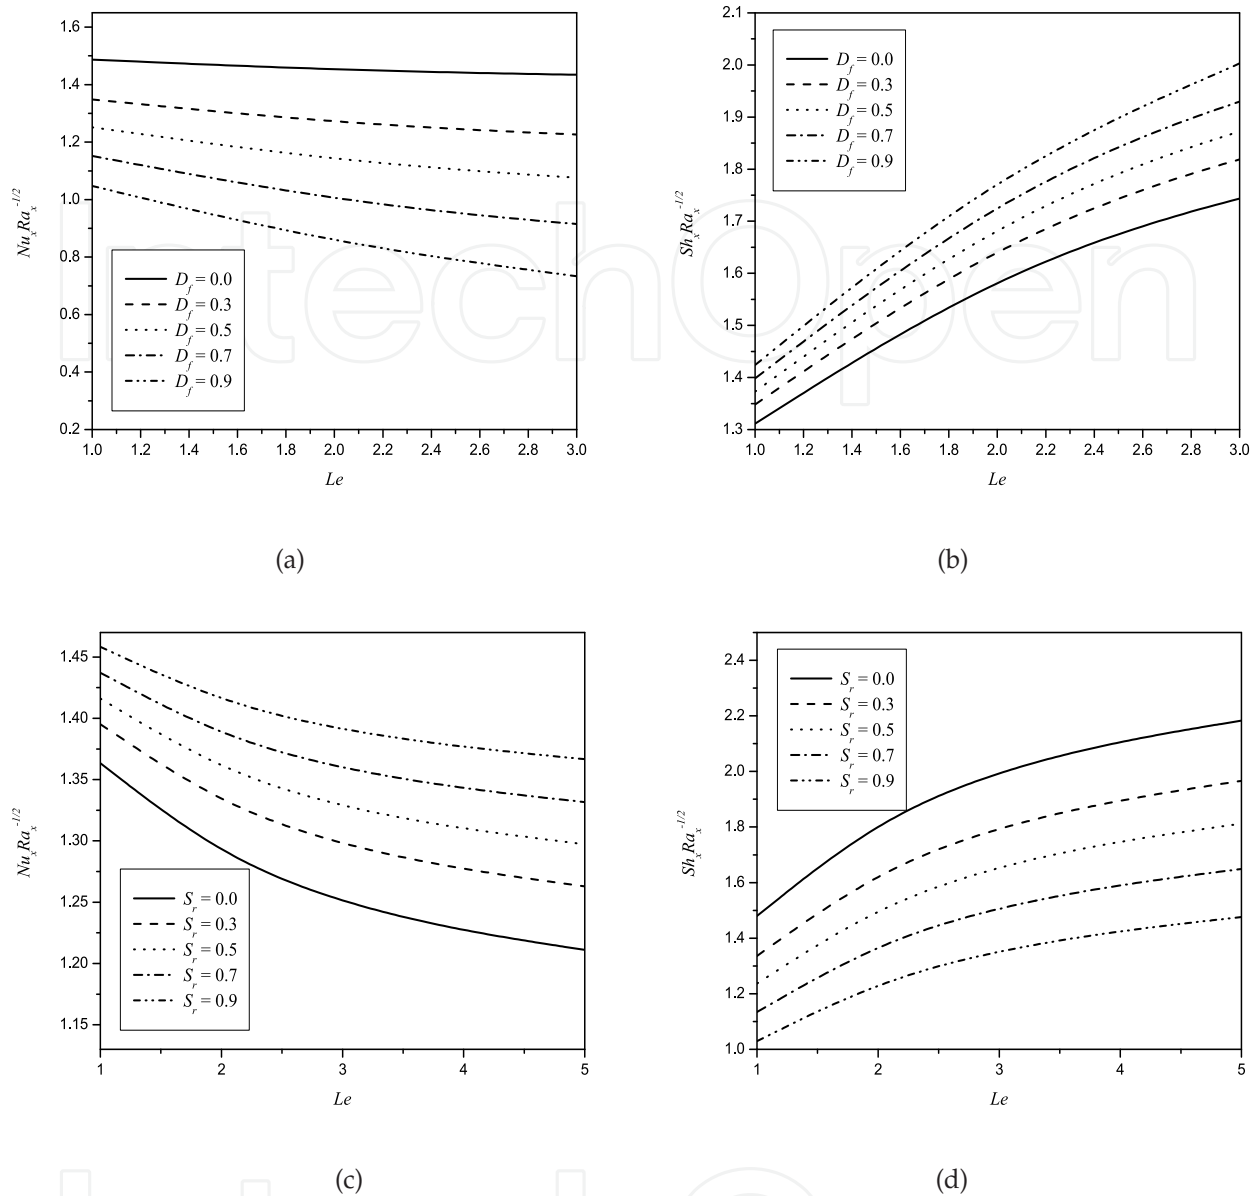 1.6
1.4
1.2
1.0
0.8
0.6
0.4
0.2
Nu_x Ra_x^{-1/2}
D_f = 0.0
D_f = 0.3
D_f = 0.5
D_f = 0.7
D_f = 0.9
1.0 1.2 1.4 1.6 1.8 2.0 2.2 2.4 2.6 2.8 3.0
Le
(a)
2.1
2.0
1.9
1.8
1.7
1.6
1.5
1.4
1.3
Sh_x Ra_x^{-1/2}
D_f = 0.0
D_f = 0.3
D_f = 0.5
D_f = 0.7
D_f = 0.9
1.0 1.2 1.4 1.6 1.8 2.0 2.2 2.4 2.6 2.8 3.0
Le
(b)
IntechOpen
1.45
1.40
1.35
1.30
1.25
1.20
1.15
Nu_x Ra_x^{-1/2}
S_r = 0.0
S_r = 0.3
S_r = 0.5
S_r = 0.7
S_r = 0.9
1 2 3 4 5
Le
(c)
2.4
2.2
2.0
1.8
1.6
1.4
1.2
1.0
Sh_x Ra_x^{-1/2}
S_r = 0.0
S_r = 0.3
S_r = 0.5
S_r = 0.7
S_r = 0.9
1 2 3 4 5
Le
(d)